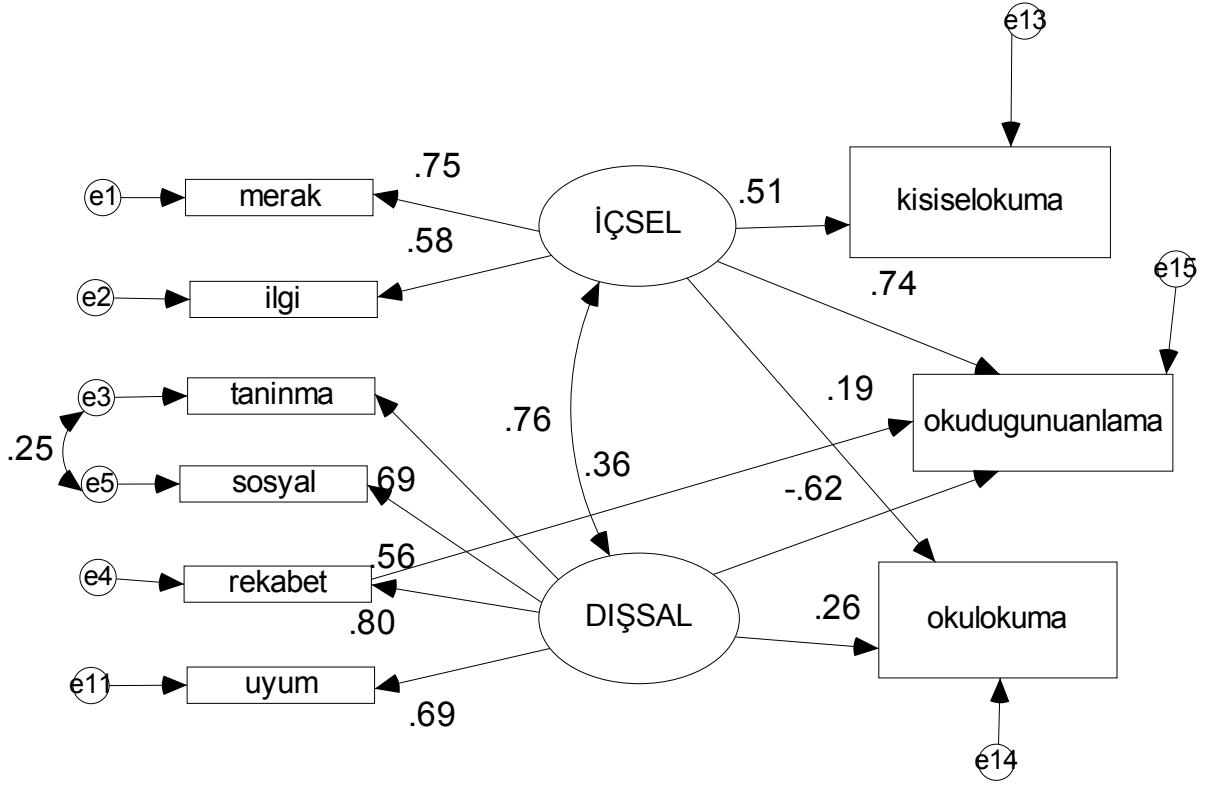 e13
.75
e1
merak
İÇSEL
.51
kisiselokuma
.58
e2
ilgi
.74
e15
e3
taninma
.19
.76
okudugunuanlama
.25
.36
e5
sosyal
.69
-.62
e4
rekabet
.56
.80
DIŞSAL
.26
okulokuma
e11
uyum
.69
e14